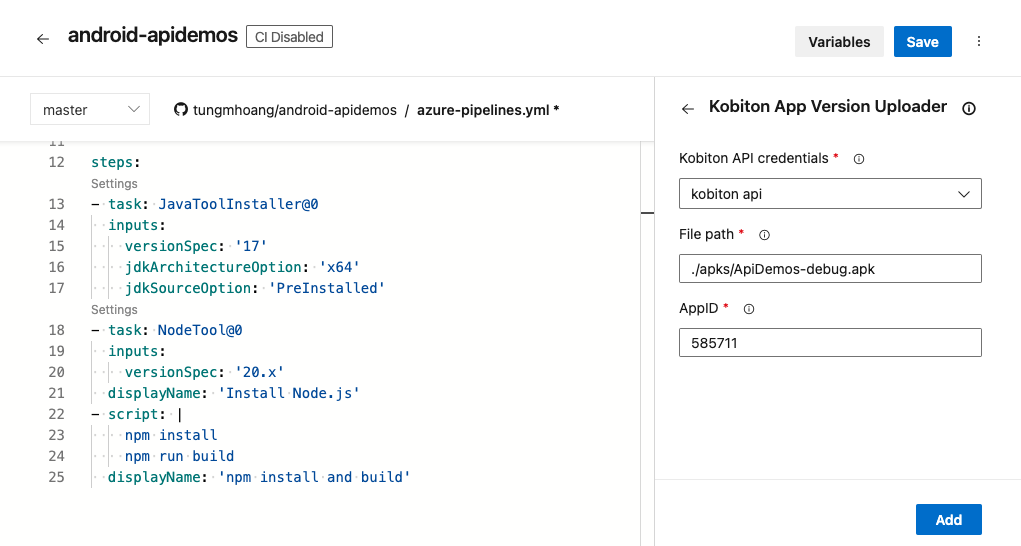 android-apidemos CI Disabled
Variables Save
master tungmhoang/android-apidemos / azure-pipelines.yml *
11
12 steps:
Settings
13 - task: JavaToolInstaller@0
14 inputs:
15 versionSpec: '17'
16 jdkArchitectureOption: 'x64'
17 jdkSourceOption: 'PreInstalled'
Settings
18 - task: NodeTool@0
19 inputs:
20 versionSpec: '20.x'
21 displayName: 'Install Node.js'
22 - script: |
23 npm install
24 npm run build
25 displayName: 'npm install and build'
Kobiton App Version Uploader
Kobiton API credentials *
kobiton api
File path *
./apks/ApiDemos-debug.apk
AppID *
585711
Add